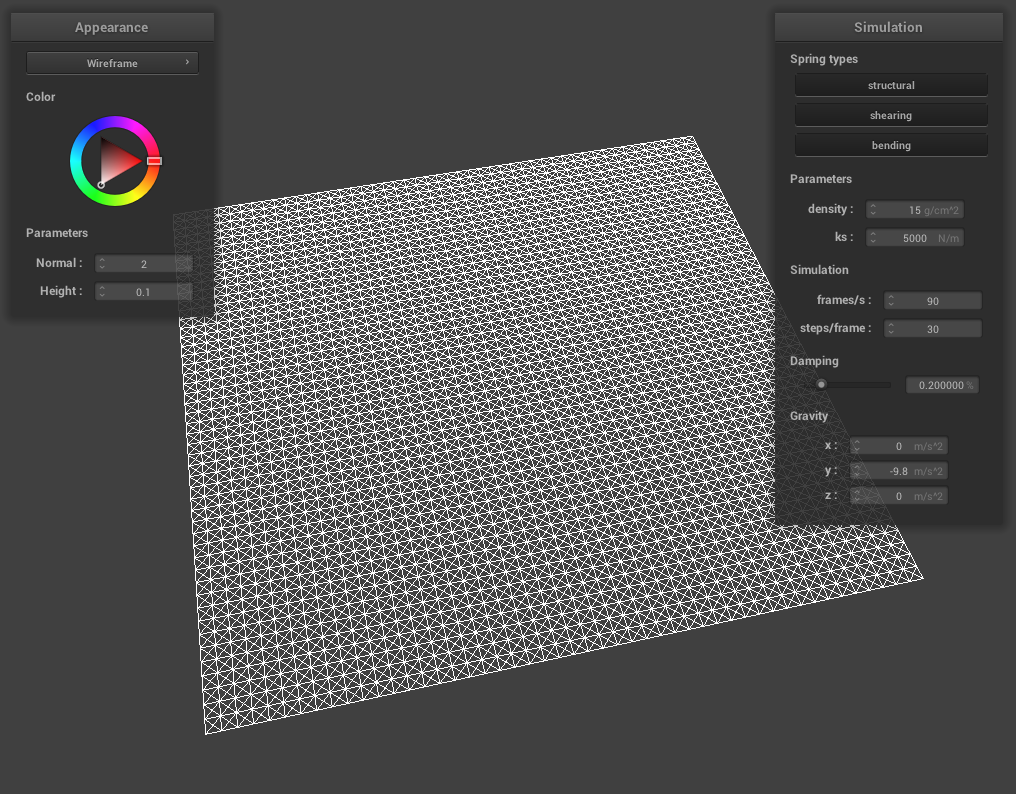 Appearance
Wireframe
Color
Parameters
Normal : 2
Height : 0.1
Simulation
Spring types
structural
shearing
bending
Parameters
density : 15 g/cm^2
ks : 5000 N/m
Simulation
frames/s : 90
steps/frame : 30
Damping
0.200000 %
Gravity
x : 0 m/s^2
y : -9.8 m/s^2
z : 0 m/s^2